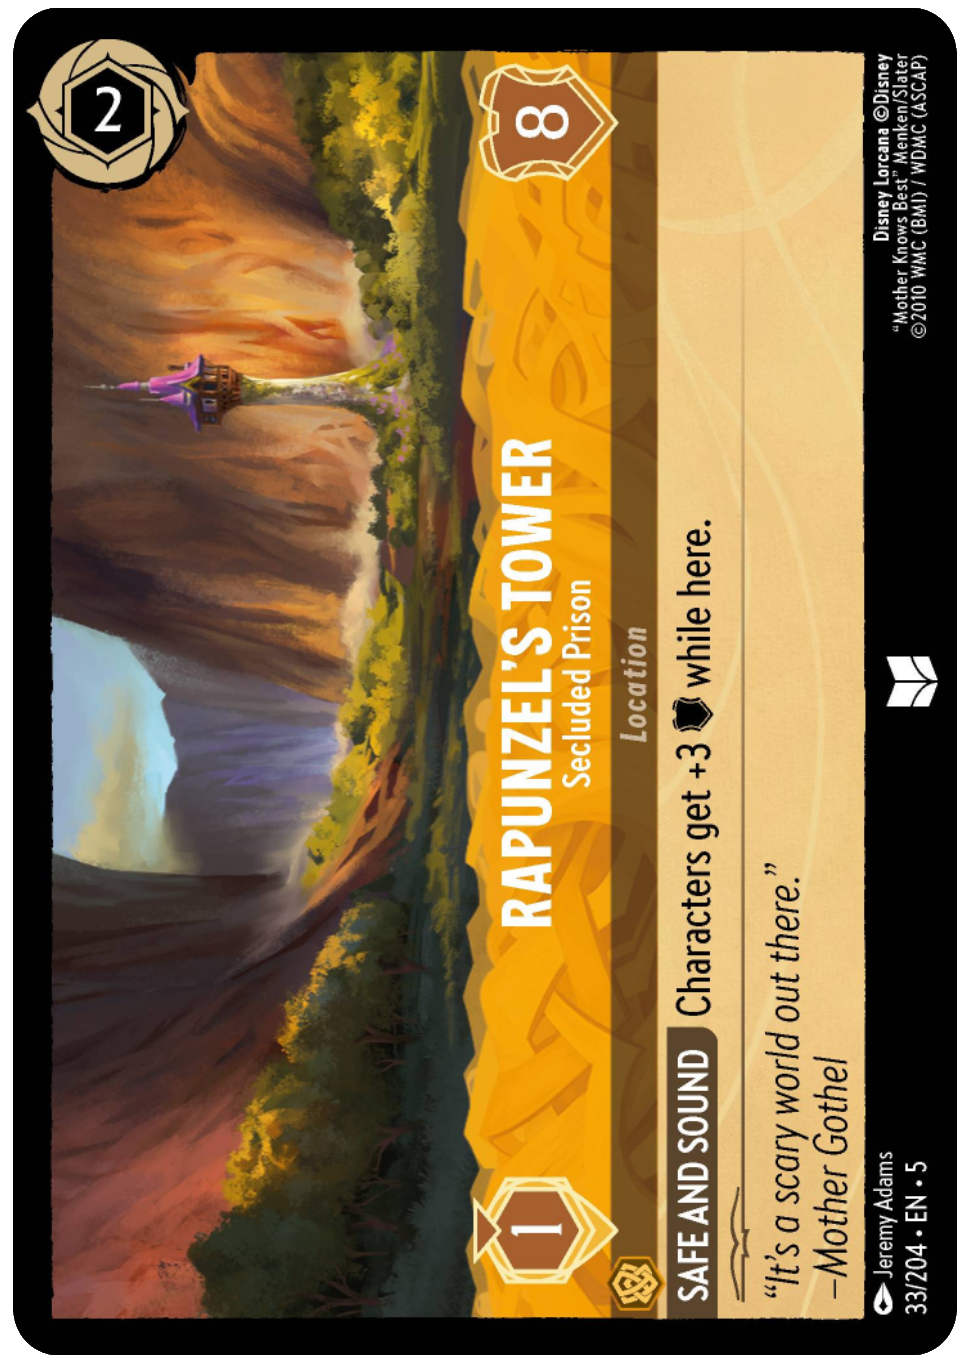 2
8
RAPUNZEL'S TOWER
Secluded Prison
Location
1
SAFE AND SOUND Characters get +3 while here.
“It's a scary world out there.”
–Mother Gothel
Jeremy Adams
33/204 • EN • 5
Disney Lorcana ©Disney
“Mother Knows Best” Menken/Slater
©2010 WMC (BMI) / WDMC (ASCAP)